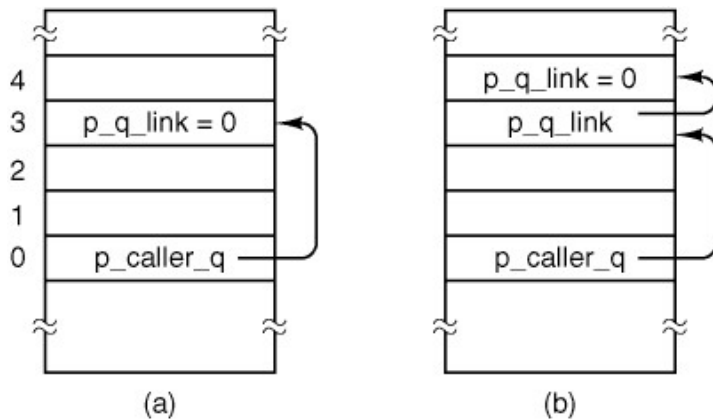 4
p_q_link = 0
3
p_q_link = 0
p_q_link
2
1
0
p_caller_q
p_caller_q
(a)
(b)